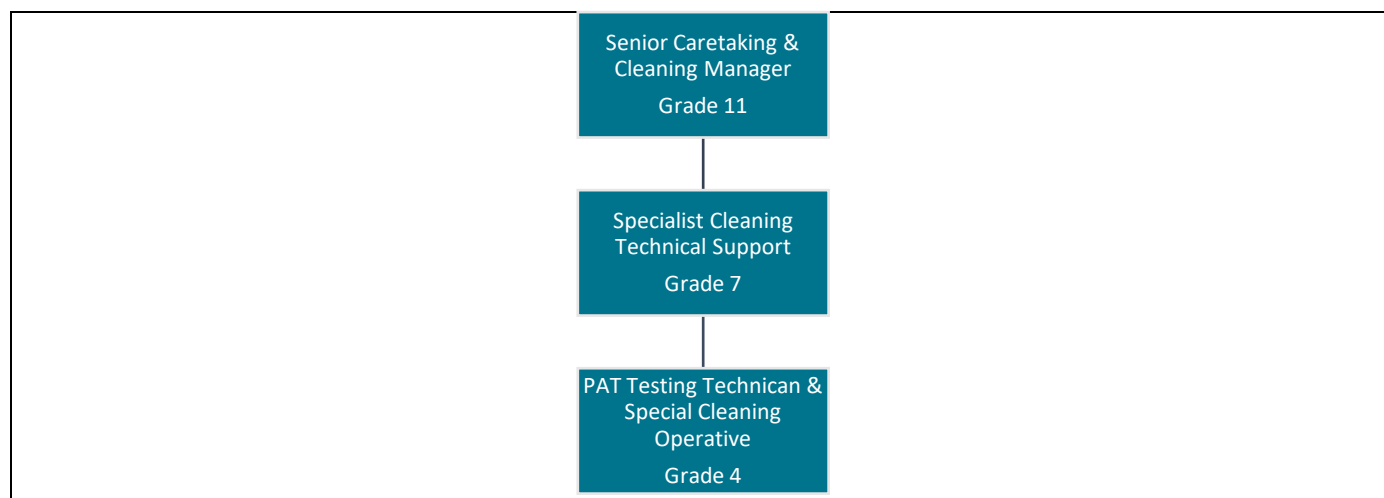 Senior Caretaking &
Cleaning Manager
Grade 11
Specialist Cleaning
Technical Support
Grade 7
PAT Testing Technican &
Special Cleaning
Operative
Grade 4